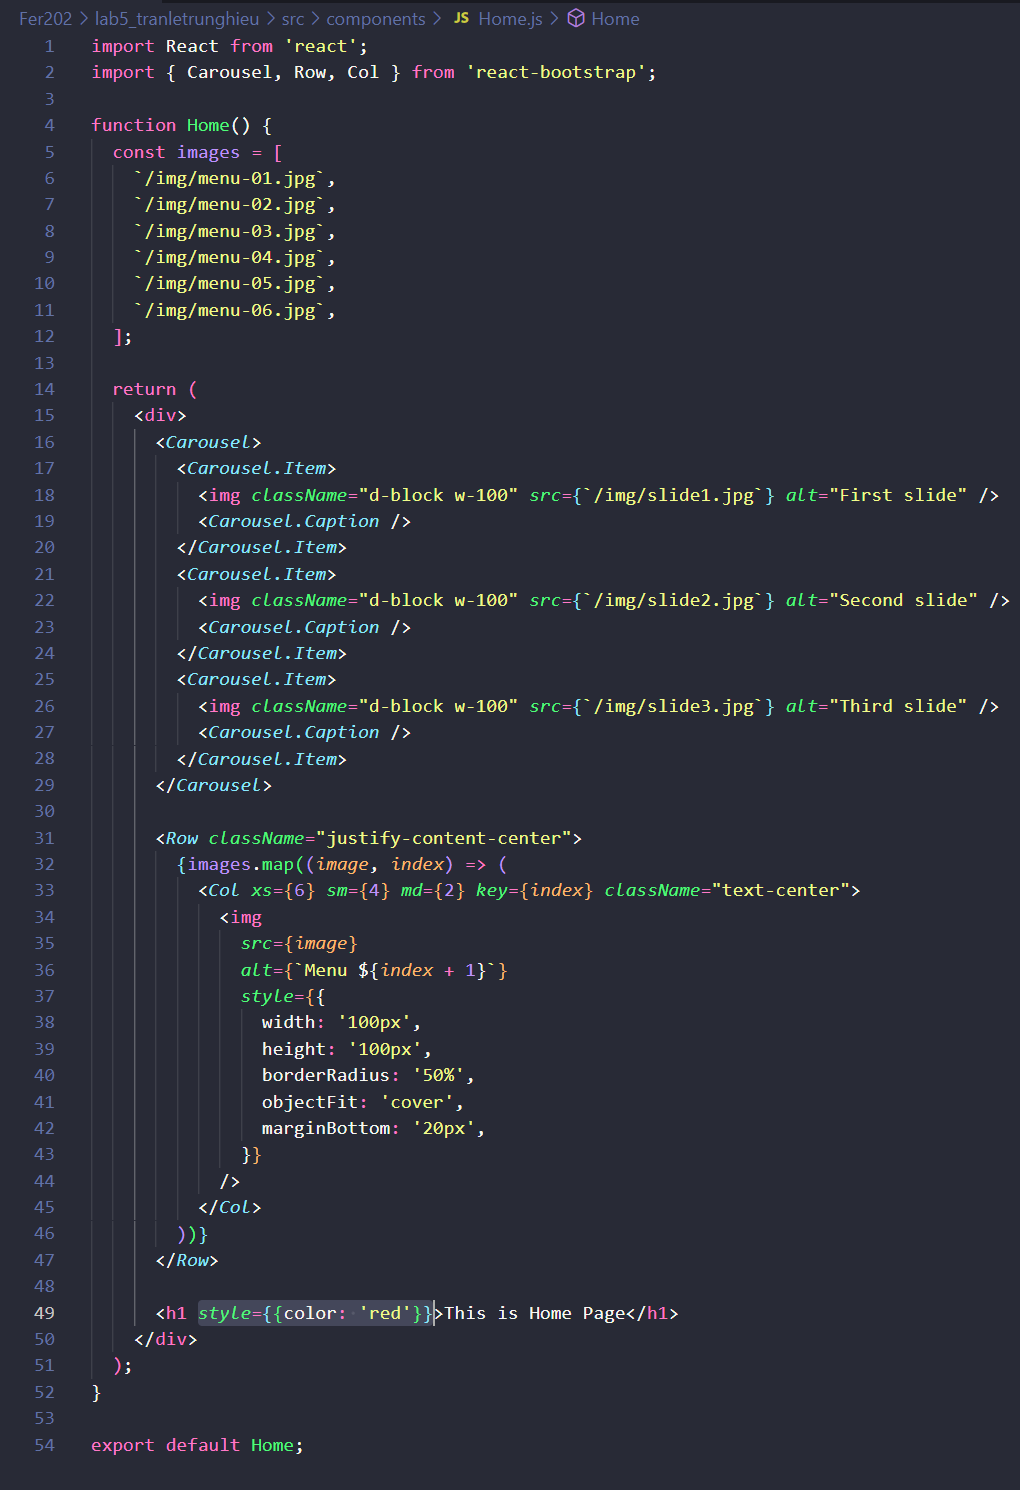 Fer202 > lab5_tranletrunghieu > src > components > JS Home.js > Home
1 import React from 'react';
2 import { Carousel, Row, Col } from 'react-bootstrap';
3
4 function Home() {
5   const images = [
6     `/img/menu-01.jpg`,
7     `/img/menu-02.jpg`,
8     `/img/menu-03.jpg`,
9     `/img/menu-04.jpg`,
10     `/img/menu-05.jpg`,
11     `/img/menu-06.jpg`,
12   ];
13
14   return (
15     <div>
16       <Carousel>
17         <Carousel.Item>
18           <img className="d-block w-100" src={`/img/slide1.jpg`} alt="First slide" />
19           <Carousel.Caption />
20         </Carousel.Item>
21         <Carousel.Item>
22           <img className="d-block w-100" src={`/img/slide2.jpg`} alt="Second slide" />
23           <Carousel.Caption />
24         </Carousel.Item>
25         <Carousel.Item>
26           <img className="d-block w-100" src={`/img/slide3.jpg`} alt="Third slide" />
27           <Carousel.Caption />
28         </Carousel.Item>
29       </Carousel>
30
31       <Row className="justify-content-center">
32         {images.map((image, index) => (
33           <Col xs={6} sm={4} md={2} key={index} className="text-center">
34             <img
35               src={image}
36               alt={`Menu ${index + 1}`}
37               style={{
38                 width: '100px',
39                 height: '100px',
40                 borderRadius: '50%',
41                 objectFit: 'cover',
42                 marginBottom: '20px',
43               }}
44             />
45           </Col>
46         ))}
47       </Row>
48
49       <h1 style={{color: 'red'}}>This is Home Page</h1>
50     </div>
51   );
52 }
53
54 export default Home;